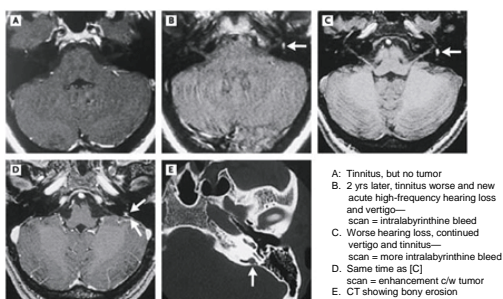 A
B
C
D
E
A: Tinnitus, but no tumor
B. 2 yrs later, tinnitus worse and new
acute high-frequency hearing loss
and vertigo—
scan = intralabyrinthine bleed
C. Worse hearing loss, continued
vertigo and tinnitus—
scan = more intralabyrinthine bleed
D. Same time as [C]
scan = enhancement c/w tumor
E. CT showing bony erosion